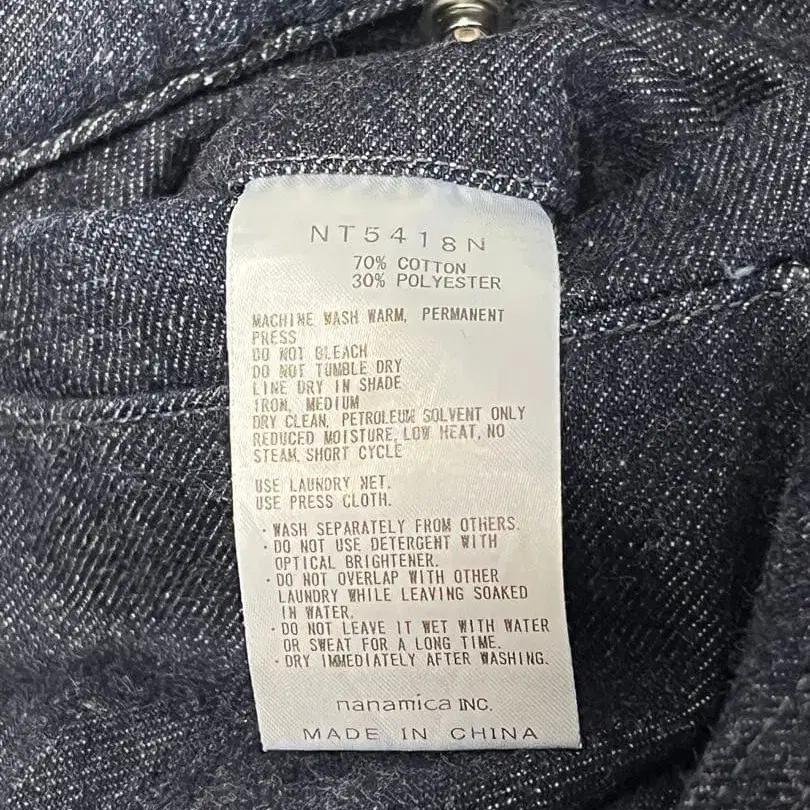 NT5418N
70% COTTON
30% POLYESTER
MACHINE WASH WARM, PERMANENT
PRESS
DO NOT BLEACH
DO NOT TUMBLE DRY
LINE DRY IN SHADE
IRON, MEDIUM
DRY CLEAN, PETROLEUM SOLVENT ONLY
REDUCED MOISTURE, LOW HEAT, NO
STEAM, SHORT CYCLE
USE LAUNDRY NET.
USE PRESS CLOTH.
・WASH SEPARATELY FROM OTHERS.
・DO NOT USE DETERGENT WITH
OPTICAL BRIGHTENER.
・DO NOT OVERLAP WITH OTHER
LAUNDRY WHILE LEAVING SOAKED
IN WATER.
・DO NOT LEAVE IT WET WITH WATER
OR SWEAT FOR A LONG TIME.
・DRY IMMEDIATELY AFTER WASHING.
nanamica INC.
MADE IN CHINA